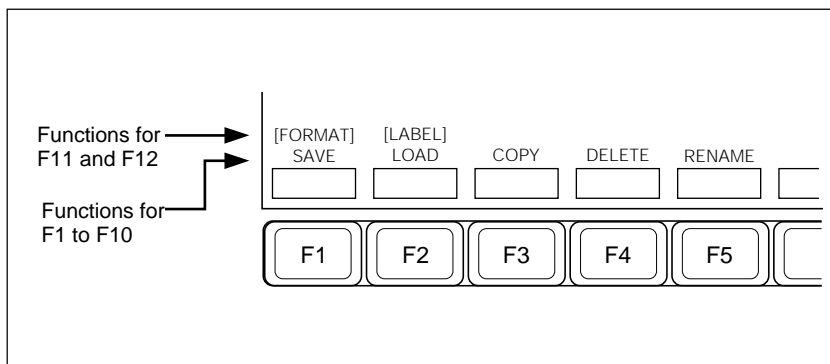 Functions for
F11 and F12
Functions for
F1 to F10
[FORMAT] [LABEL]
SAVE LOAD COPY DELETE RENAME
F1 F2 F3 F4 F5